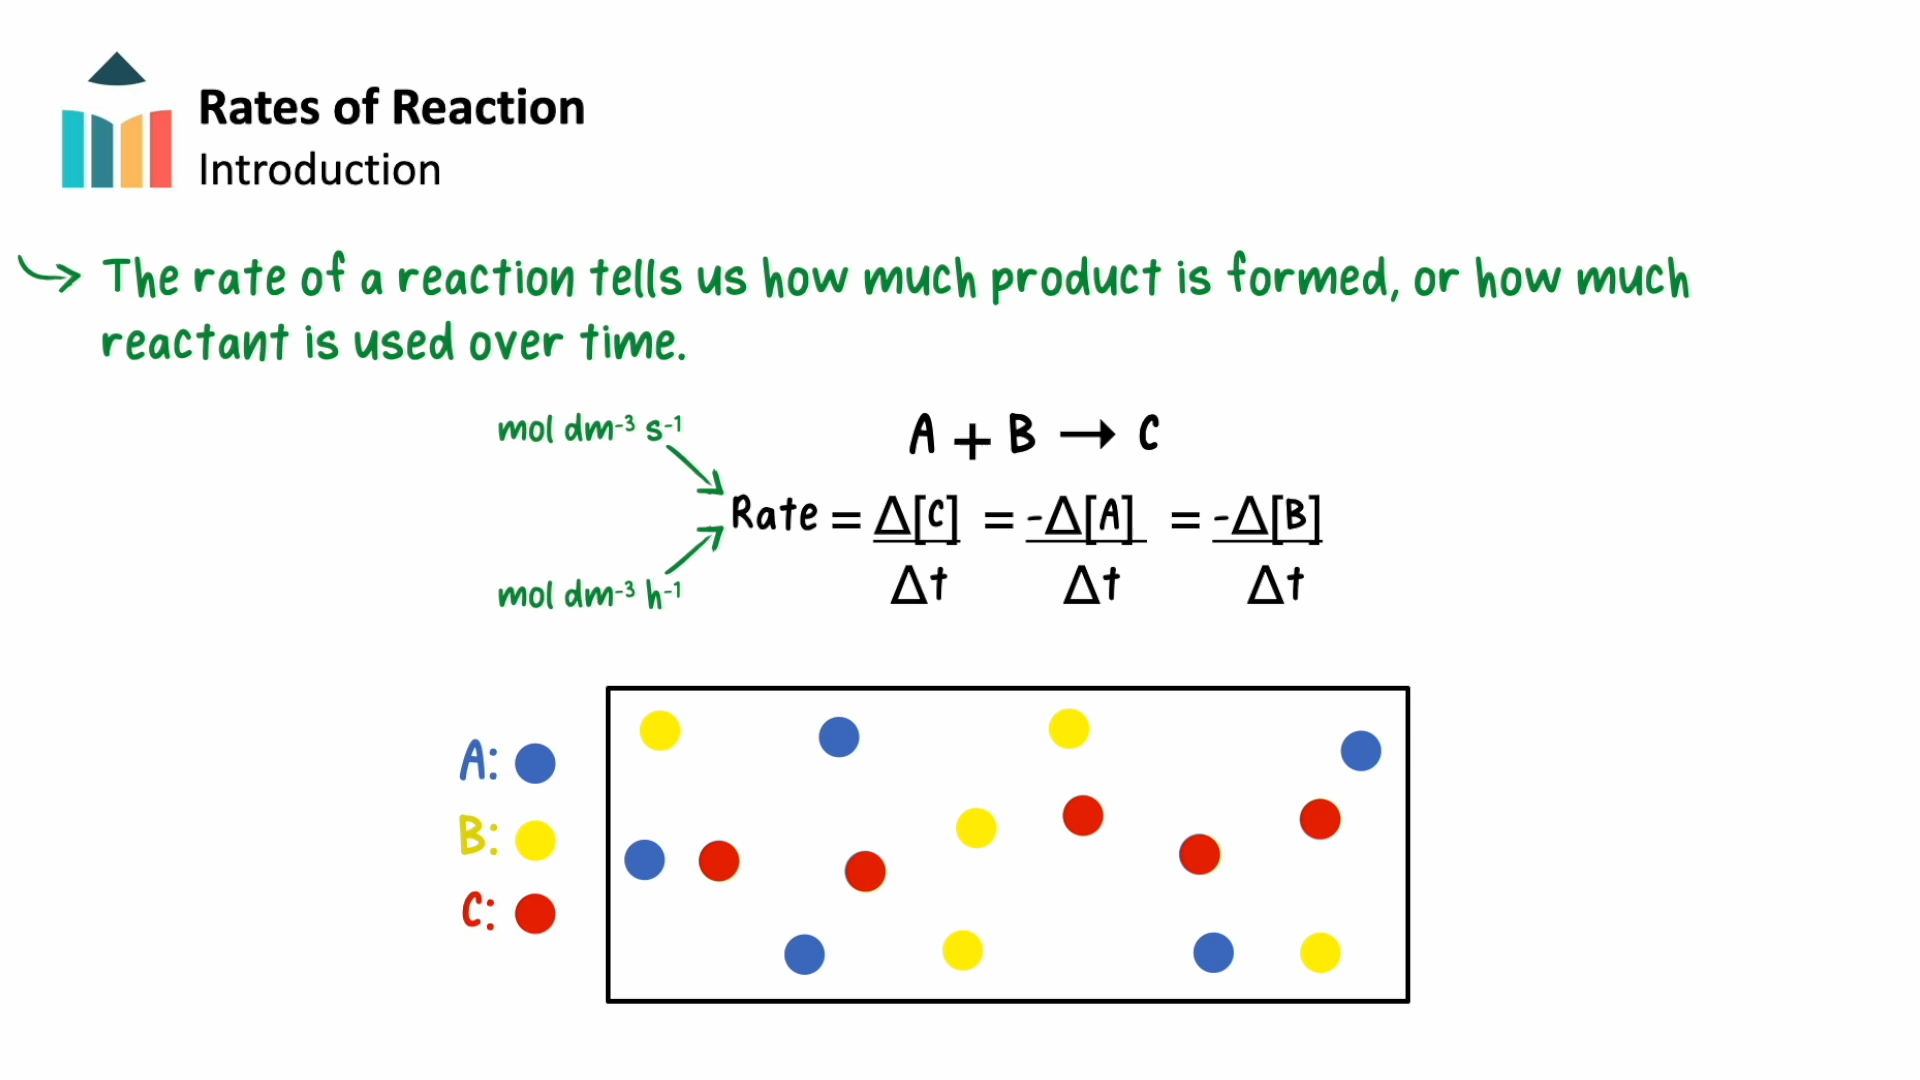 Rates of Reaction
Introduction
The rate of a reaction tells us how much product is formed, or how much
reactant is used over time.
mol dm⁻³ s⁻¹
A + B → C
Rate = Δ[C] = -Δ[A] = -Δ[B]
Δt Δt Δt
mol dm⁻³ h⁻¹
A:
B:
C: